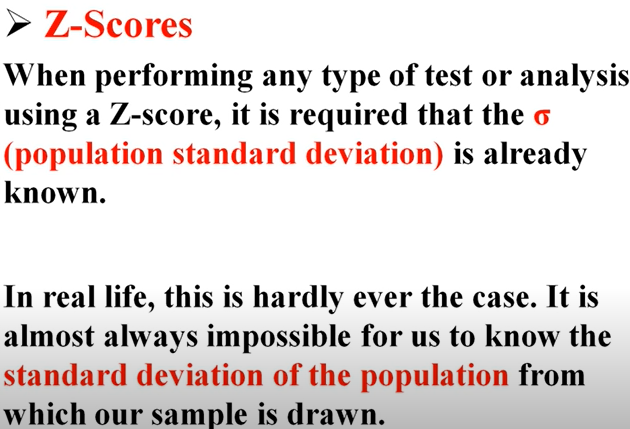 ➢ Z-Scores
When performing any type of test or analysis
using a Z-score, it is required that the σ
(population standard deviation) is already
known.
In real life, this is hardly ever the case. It is
almost always impossible for us to know the
standard deviation of the population from
which our sample is drawn.